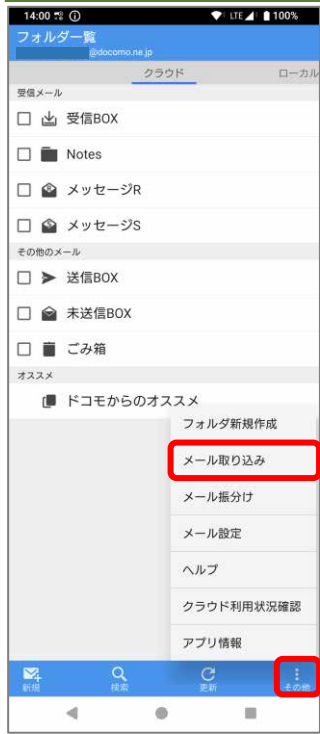 14:00 LTE 100%
フォルダ一覧
@docomo.ne.jp
クラウド ローカル
受信メール
受信BOX
Notes
メッセージR
メッセージS
その他のメール
送信BOX
未送信BOX
ごみ箱
オススメ
ドコモからのオススメ
フォルダ新規作成
メール取り込み
メール振分け
メール設定
ヘルプ
クラウド利用状況確認
アプリ情報
新規 検索 更新 その他